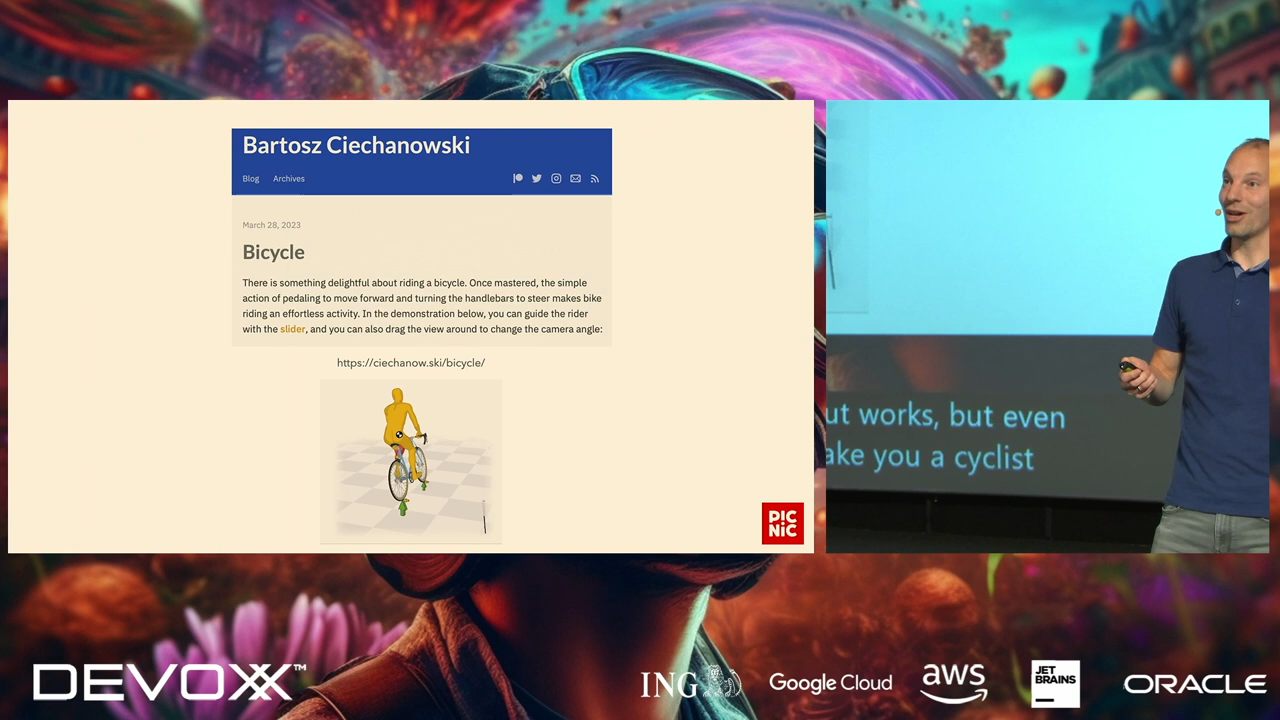 Bartosz Ciechanowski
Blog
Archives
March 28, 2023
Bicycle
There is something delightful about riding a bicycle. Once mastered, the simple
action of pedaling to move forward and turning the handlebars to steer makes bike
riding an effortless activity. In the demonstration below, you can guide the rider
with the slider, and you can also drag the view around to change the camera angle:
https://ciechanow.ski/bicycle/
PIC
NIC
ut works, but even
ake you a cyclist
DEVOXX™
ING
Google Cloud
aws
JET
BRAINS
ORACLE